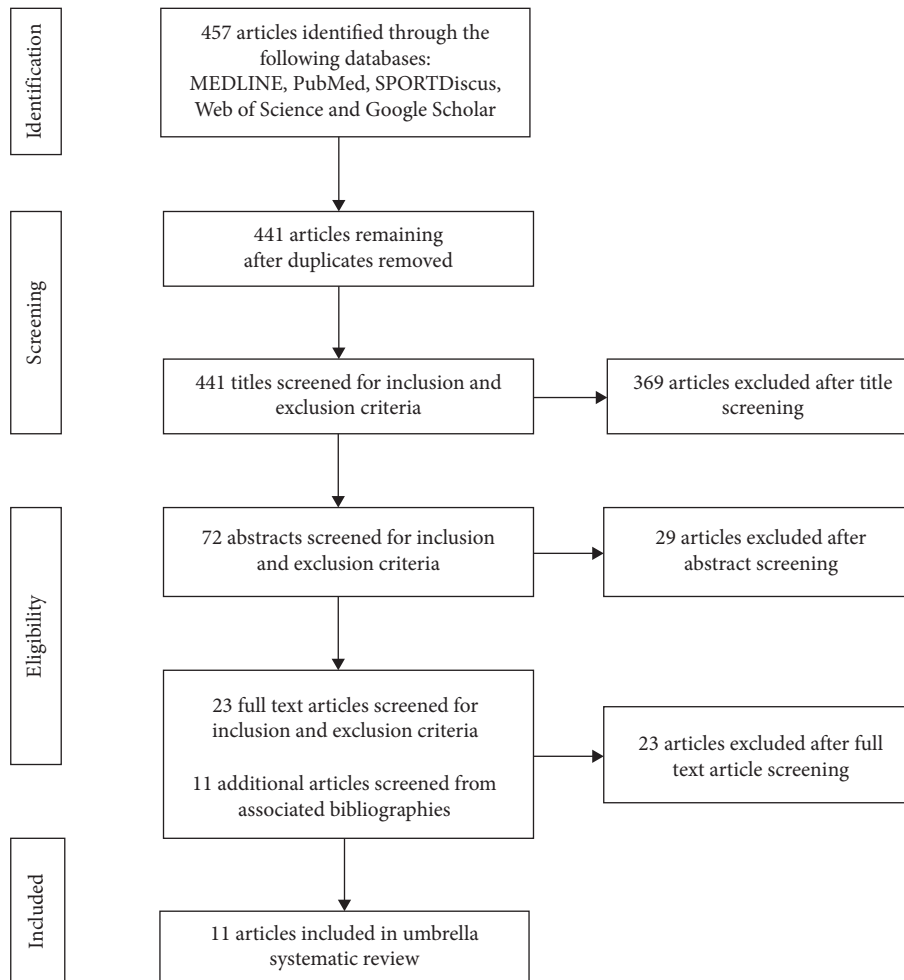 Identification
457 articles identified through the
following databases:
MEDLINE, PubMed, SPORTDiscus,
Web of Science and Google Scholar
Screening
441 articles remaining
after duplicates removed
441 titles screened for inclusion and
exclusion criteria
369 articles excluded after title
screening
Eligibility
72 abstracts screened for inclusion
and exclusion criteria
29 articles excluded after
abstract screening
23 full text articles screened for
inclusion and exclusion criteria
11 additional articles screened from
associated bibliographies
23 articles excluded after full
text article screening
Included
11 articles included in umbrella
systematic review